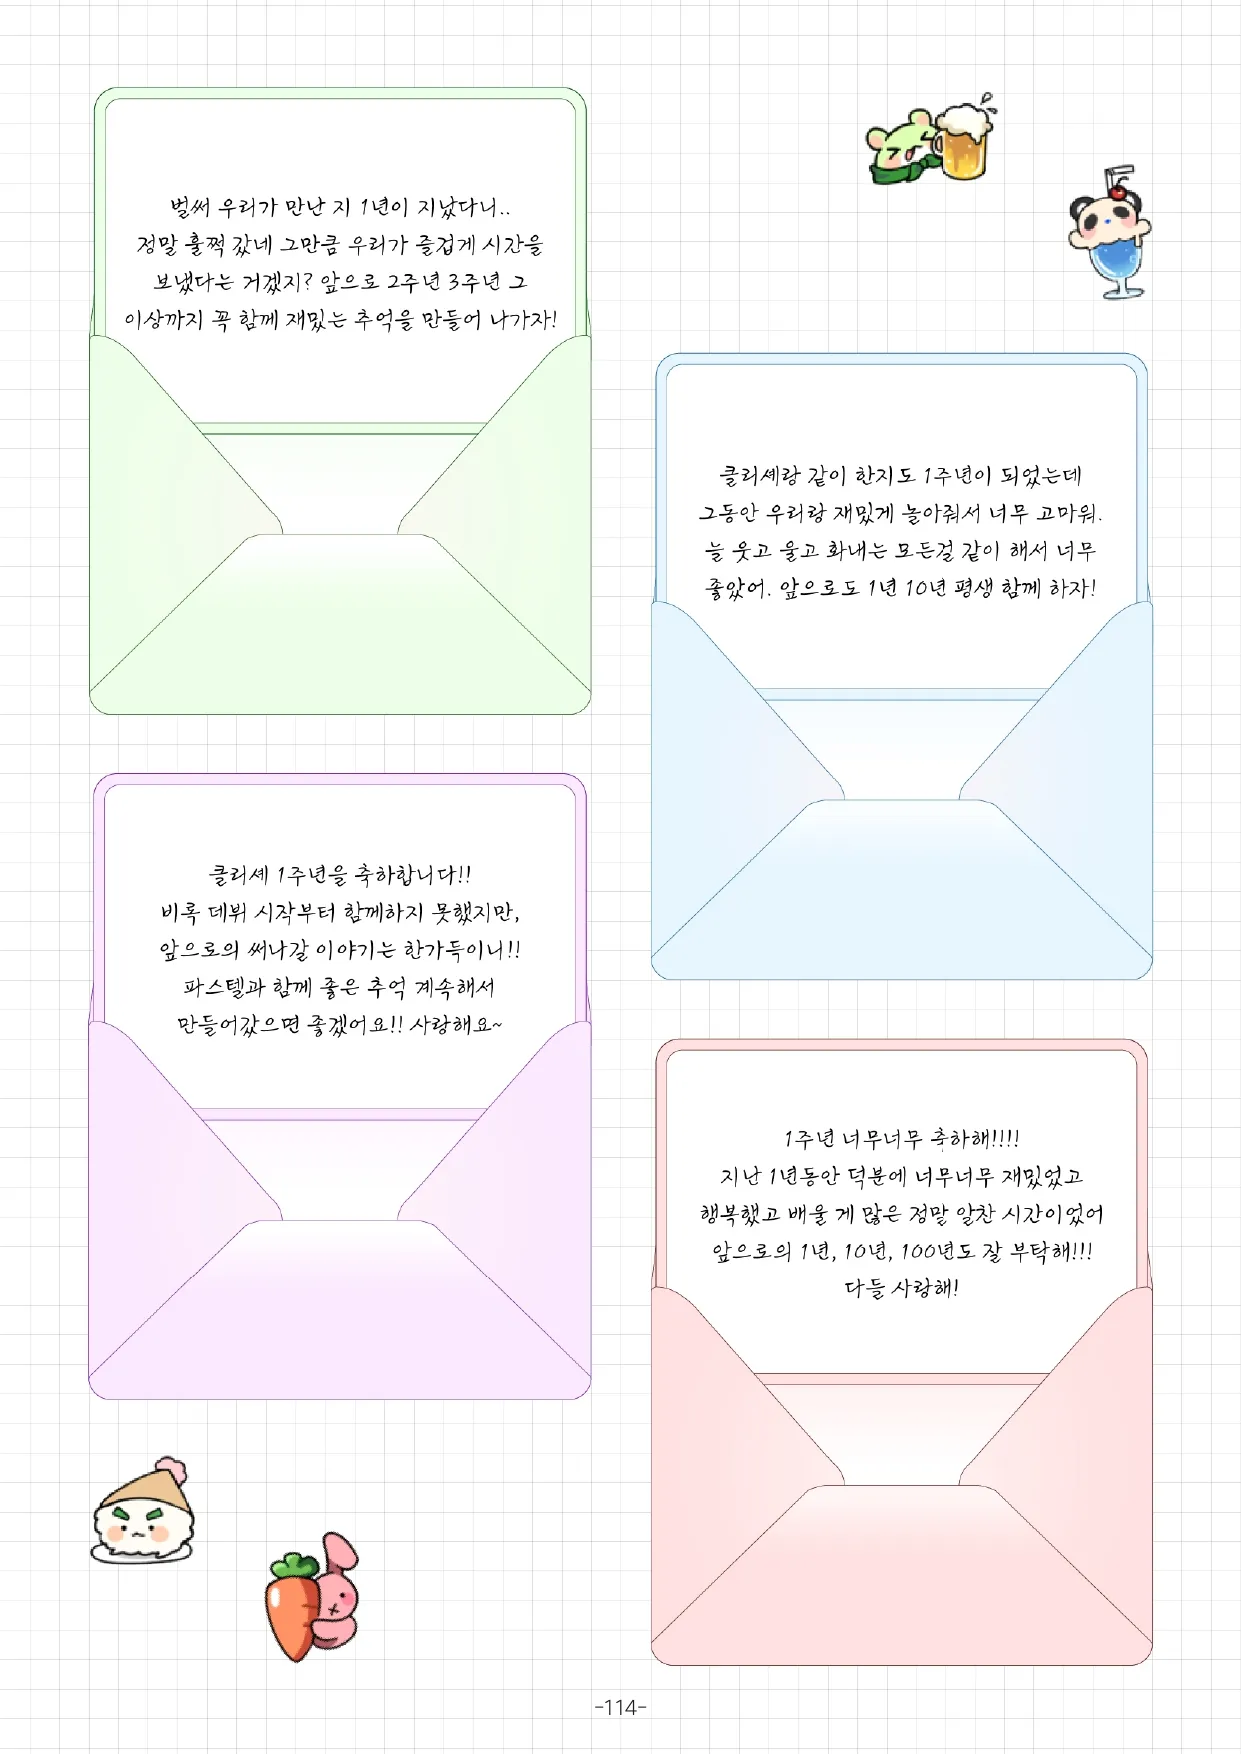 벌써 우리가 만난 지 1년이 지났다니..
정말 훌쩍 갔네 그만큼 우리가 즐겁게 시간을
보냈다는 거겠지? 앞으로 2주년 3주년 그
이상까지 꼭 함께 재밌는 추억을 만들어 나가자!
클리셰랑 같이 한지도 1주년이 되었는데
그동안 우리랑 재밌게 놀아줘서 너무 고마워.
늘 웃고 울고 화내는 모든걸 같이 해서 너무
좋았어. 앞으로도 1년 10년 평생 함께 하자!
클리셰 1주년을 축하합니다!!
비록 데뷔 시작부터 함께하지 못했지만,
앞으로의 써나갈 이야기는 한가득이니!!
파스텔과 함께 좋은 추억 계속해서
만들어갔으면 좋겠어요!! 사랑해요~
1주년 너무너무 축하해!!!!
지난 1년동안 덕분에 너무너무 재밌었고
행복했고 배울 게 많은 정말 알찬 시간이었어
앞으로의 1년, 10년, 100년도 잘 부탁해!!!
다들 사랑해!
-114-